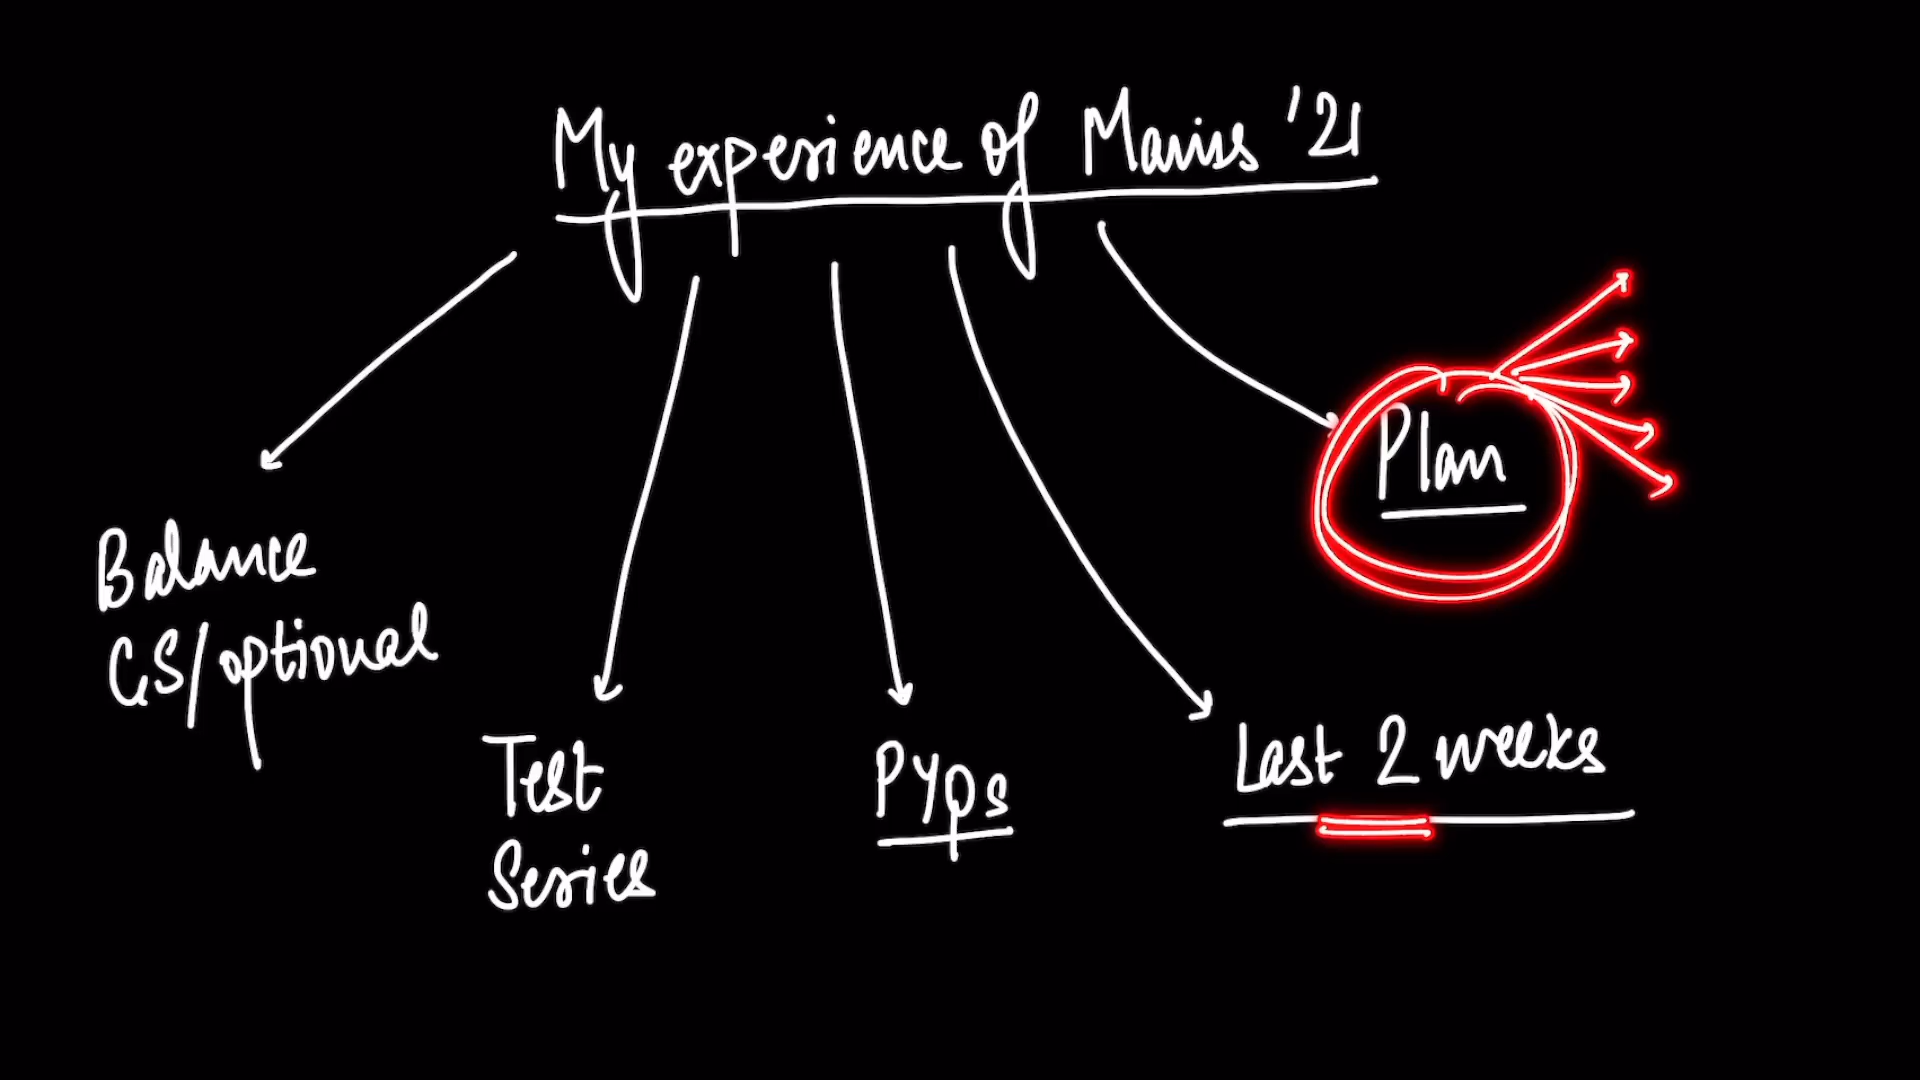 My experience of Mains '21
Plan
Balance
GS/optional
Test
Series
PYPs
Last 2 weeks